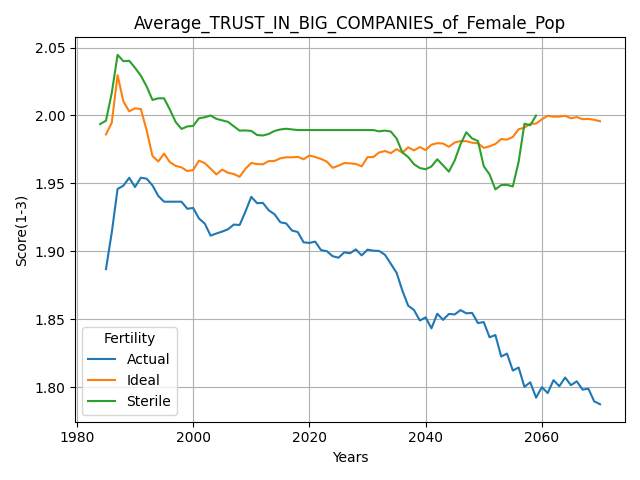 Average_TRUST_IN_BIG_COMPANIES_of_Female_Pop
Score(1-3)
2.05
2.00
1.95
1.90
1.85
1.80
Fertility
Actual
Ideal
Sterile
1980 2000 2020 2040 2060
Years